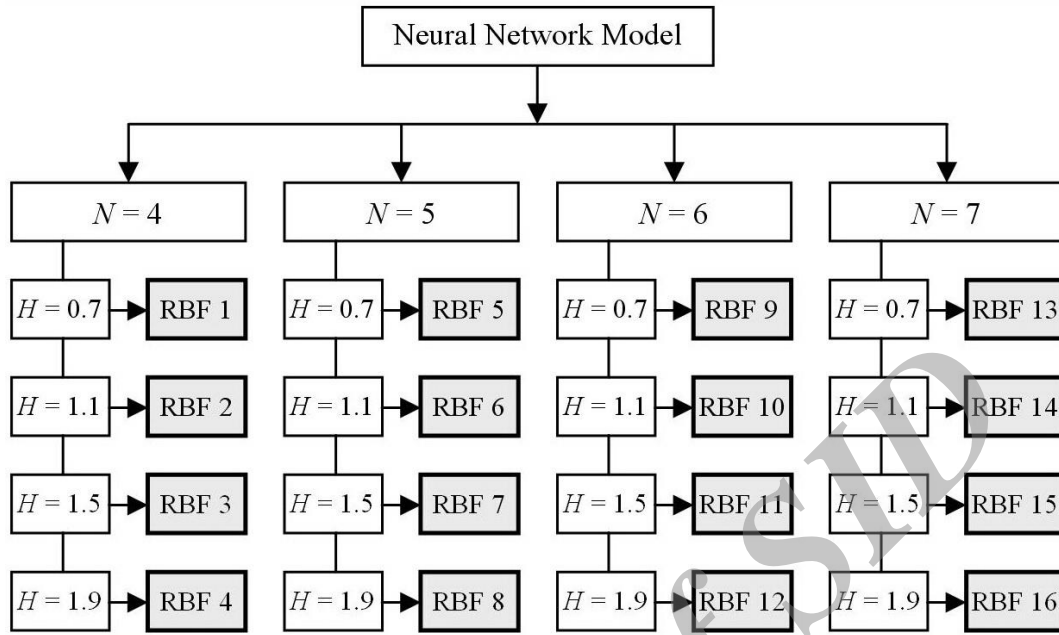 Neural Network Model
N = 4
N = 5
N = 6
N = 7
H = 0.7
RBF 1
H = 0.7
RBF 5
H = 0.7
RBF 9
H = 0.7
RBF 13
H = 1.1
RBF 2
H = 1.1
RBF 6
H = 1.1
RBF 10
H = 1.1
RBF 14
H = 1.5
RBF 3
H = 1.5
RBF 7
H = 1.5
RBF 11
H = 1.5
RBF 15
H = 1.9
RBF 4
H = 1.9
RBF 8
H = 1.9
RBF 12
H = 1.9
RBF 16
f SID